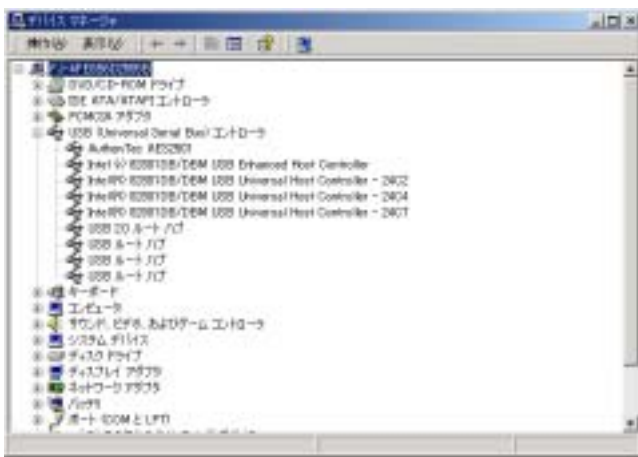 デバイス マネージャ
操作(A) 表示(V)
DVD/CD-ROM ドライブ
IDE ATA/ATAPI コントローラ
PCMCIA アダプタ
USB (Universal Serial Bus) コントローラ
AuthenTec AES2501
Intel(R) 82801DB/DBM USB Enhanced Host Controller
Intel(R) 82801DB/DBM USB Universal Host Controller - 24C2
Intel(R) 82801DB/DBM USB Universal Host Controller - 24C4
Intel(R) 82801DB/DBM USB Universal Host Controller - 24C7
USB 2.0 ルート ハブ
USB ルート ハブ
USB ルート ハブ
USB ルート ハブ
キーボード
コンピュータ
サウンド、ビデオ、およびゲーム コントローラ
システム デバイス
ディスク ドライブ
ディスプレイ アダプタ
ネットワーク アダプタ
バッテリ
ポート (COM と LPT)